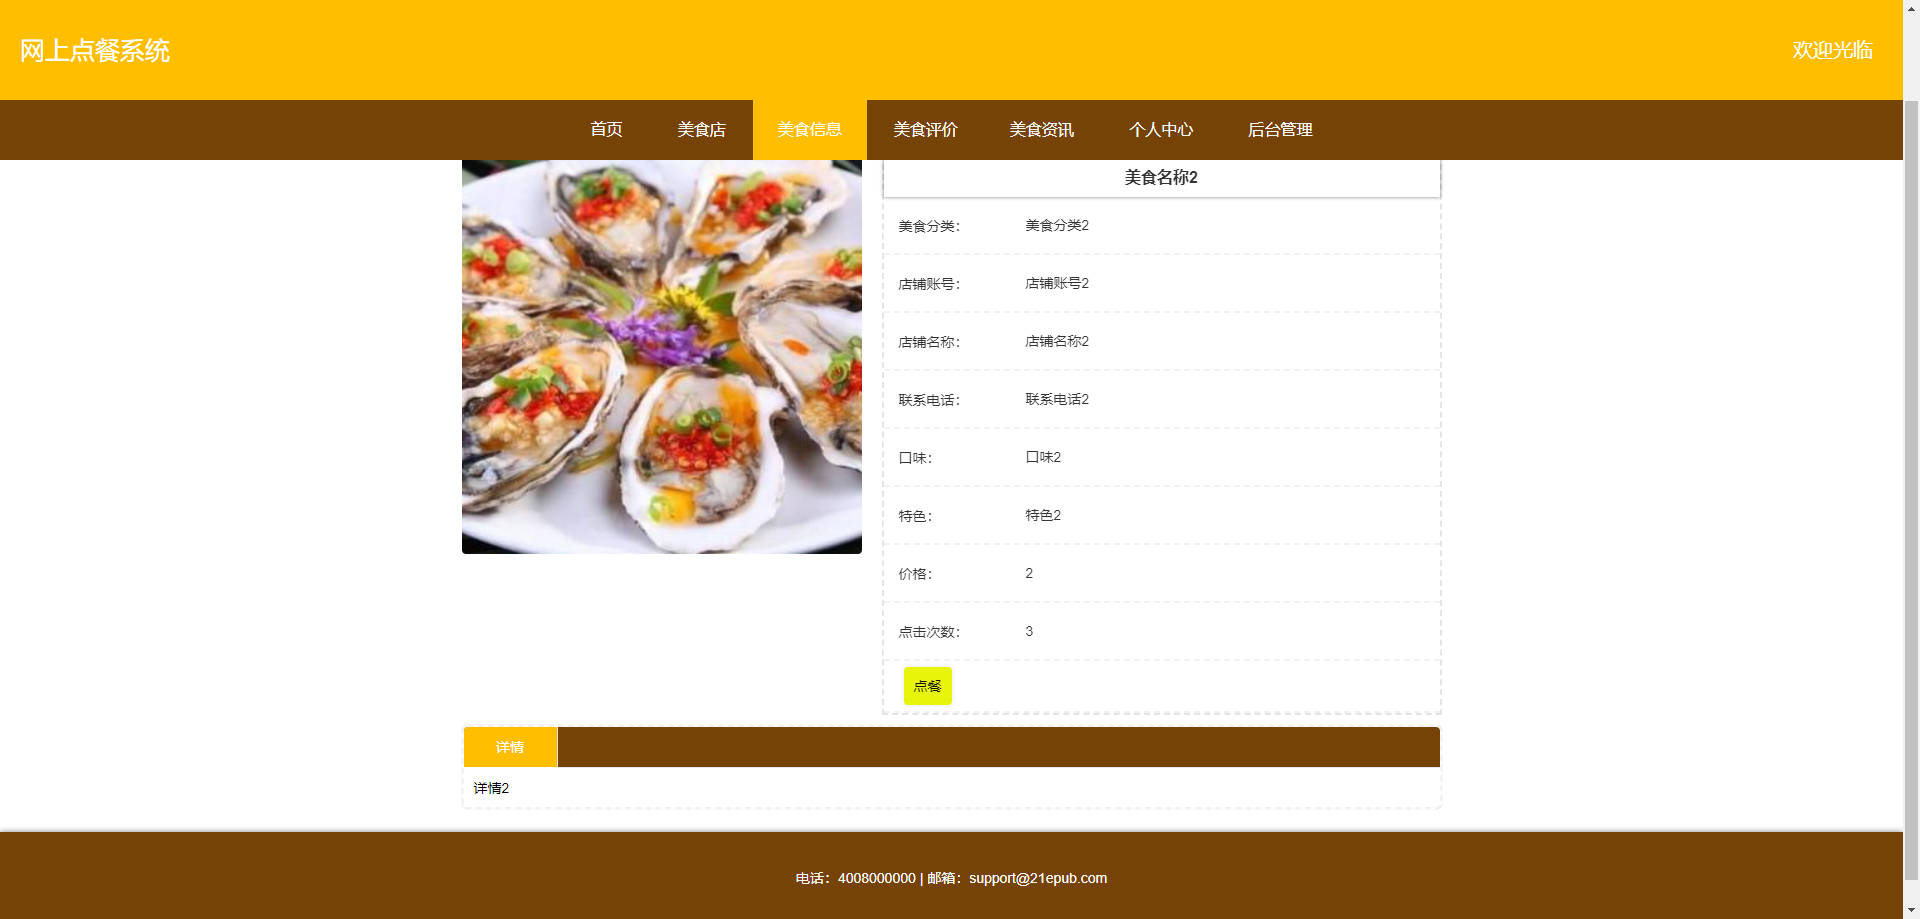 网上点餐系统
欢迎光临
首页 美食店 美食信息 美食评价 美食资讯 个人中心 后台管理
美食名称2
美食分类： 美食分类2
店铺账号： 店铺账号2
店铺名称： 店铺名称2
联系电话： 联系电话2
口味： 口味2
特色： 特色2
价格： 2
点击次数： 3
点餐
详情
详情2
电话：4008000000 | 邮箱：support@21epub.com